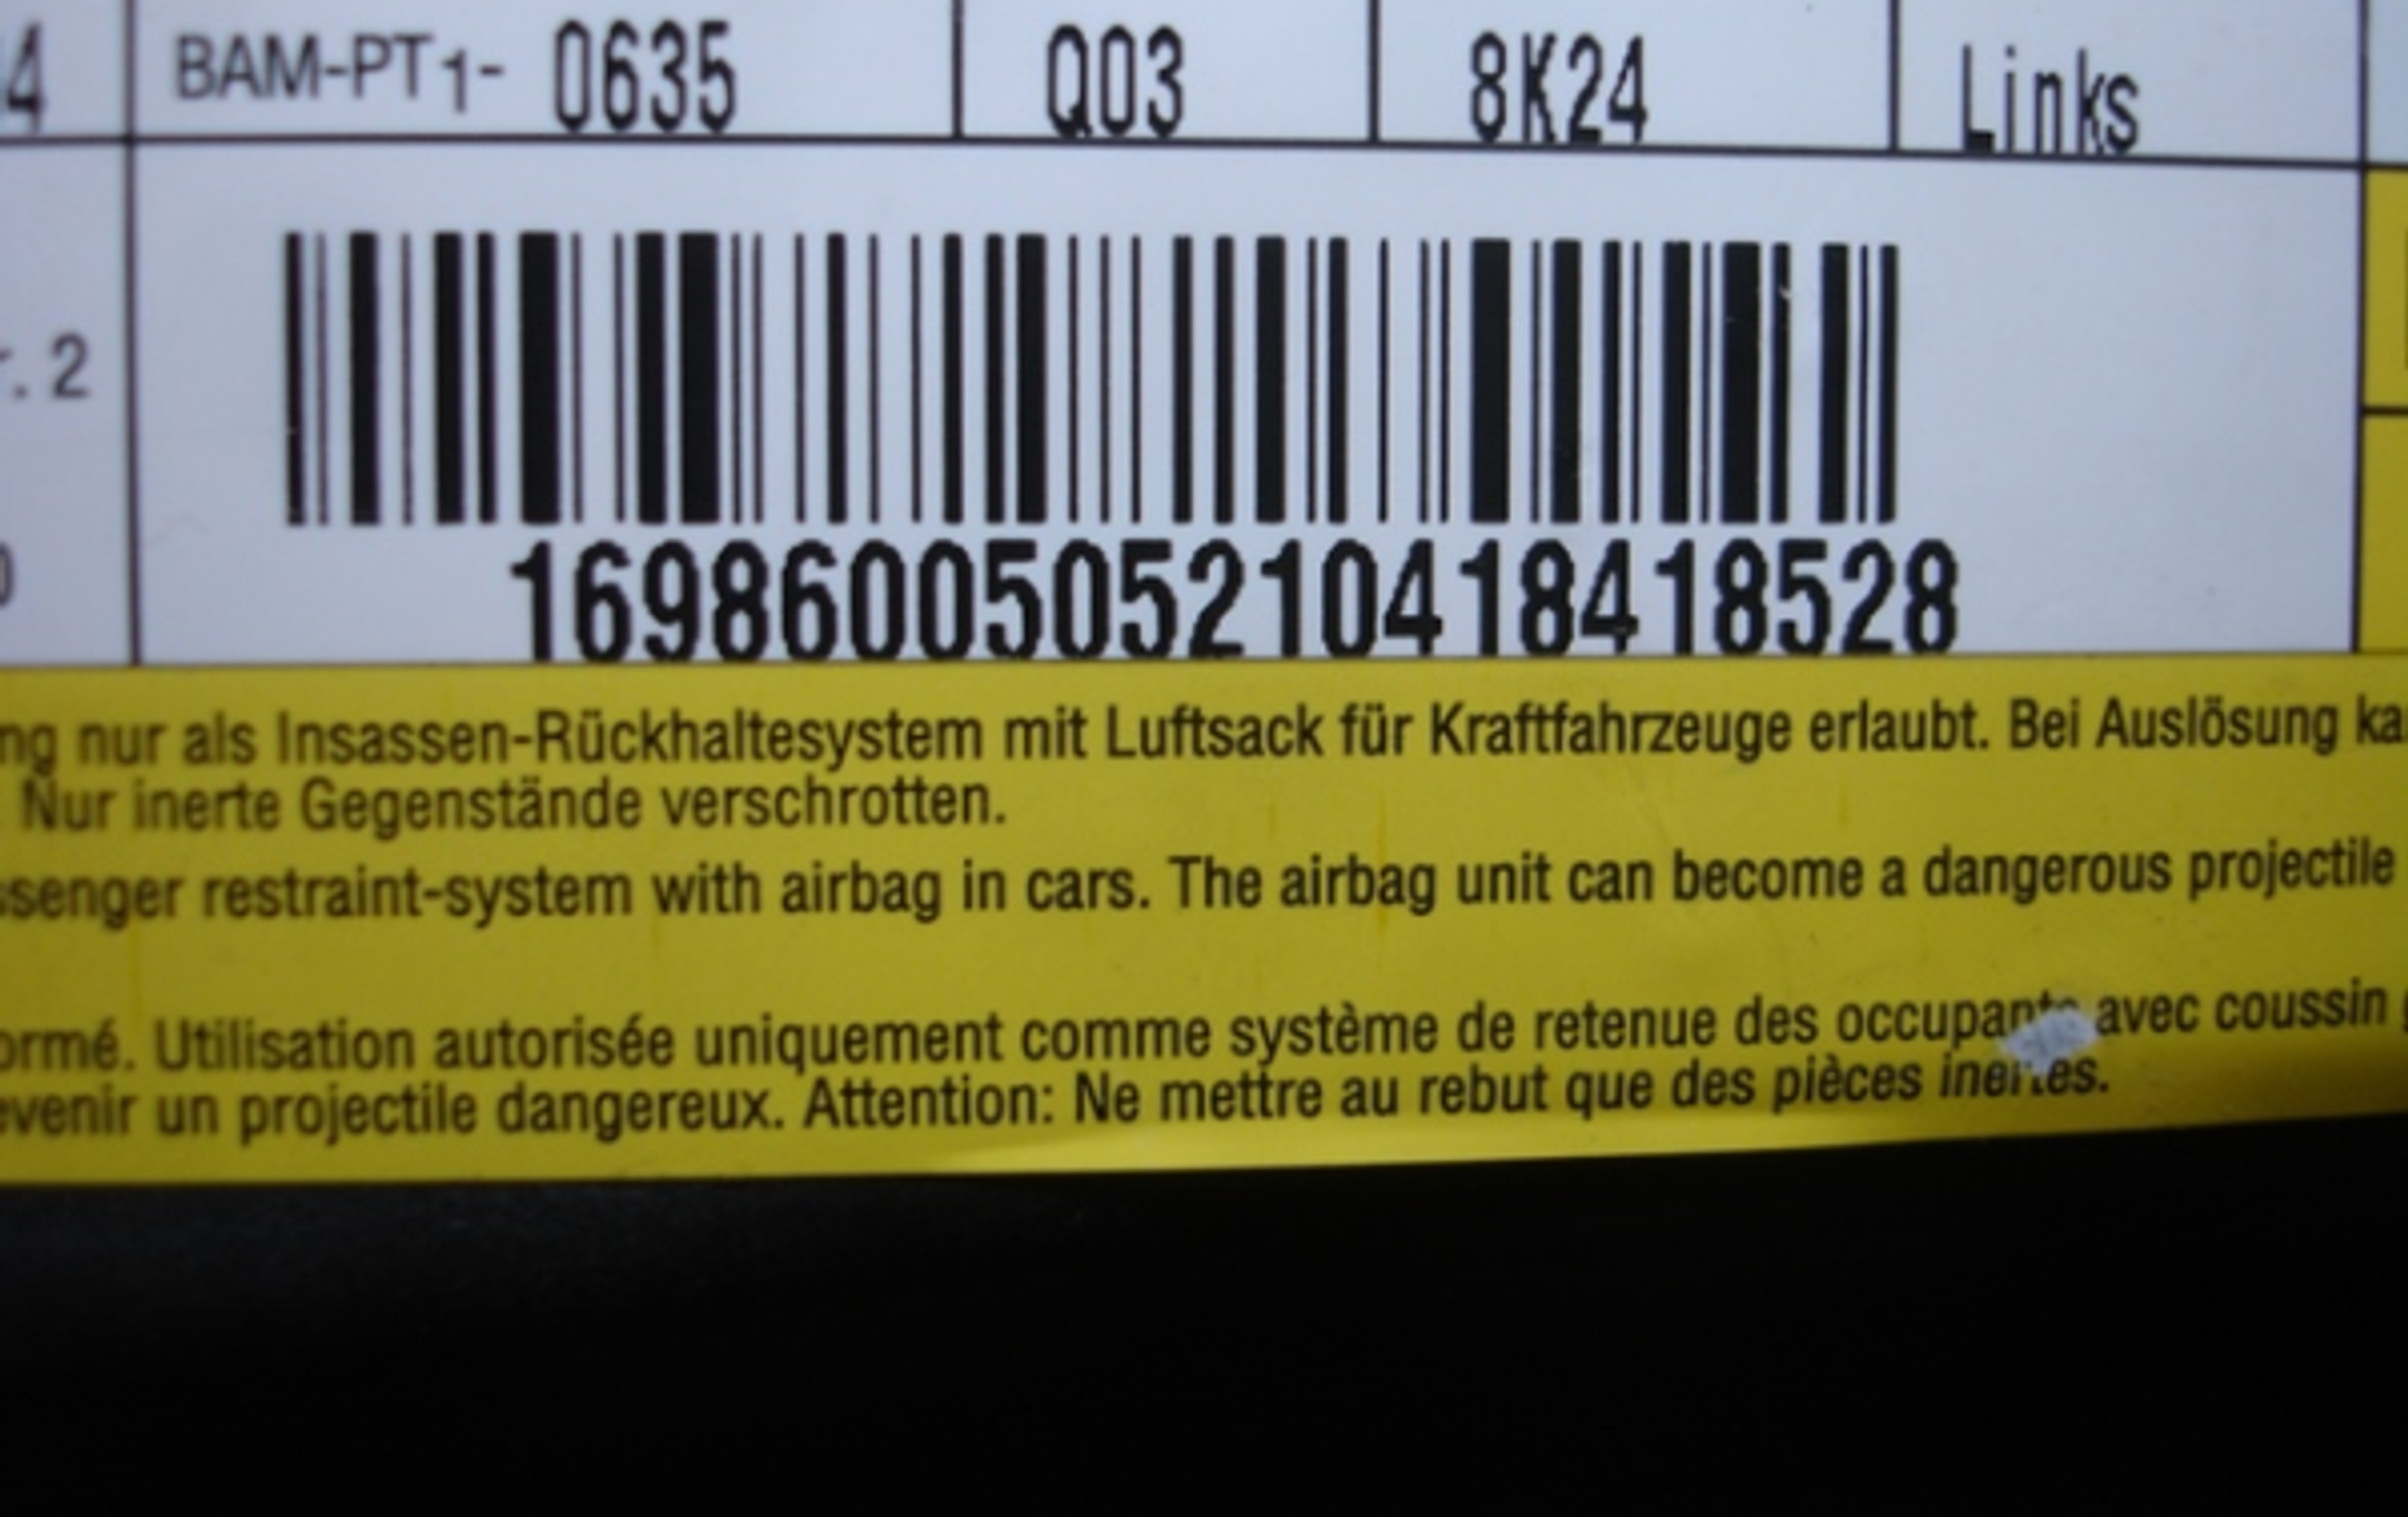 4 BAM-PT1- 0635 Q03 8K24 Links
r. 2
1698600505210418418528
ng nur als Insassen-Rückhaltesystem mit Luftsack für Kraftfahrzeuge erlaubt. Bei Auslösung ka
Nur inerte Gegenstände verschrotten.
ssenger restraint-system with airbag in cars. The airbag unit can become a dangerous projectile
ormé. Utilisation autorisée uniquement comme système de retenue des occupants avec coussin
evenir un projectile dangereux. Attention: Ne mettre au rebut que des pièces inertes.